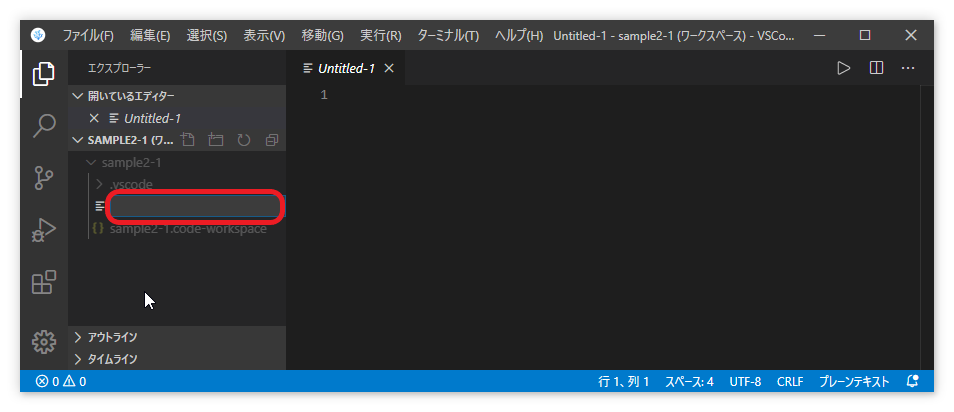 ファイル(F) 編集(E) 選択(S) 表示(V) 移動(G) 実行(R) ターミナル(T) ヘルプ(H) Untitled-1 - sample2-1 (ワークスペース) - VSCo...
エクスプローラー
Untitled-1
開いているエディター
Untitled-1
SAMPLE2-1 (ワ...
sample2-1
.vscode
{} sample2-1.code-workspace
アウトライン
タイムライン
1
0 0 行 1、列 1 スペース: 4 UTF-8 CRLF プレーンテキスト